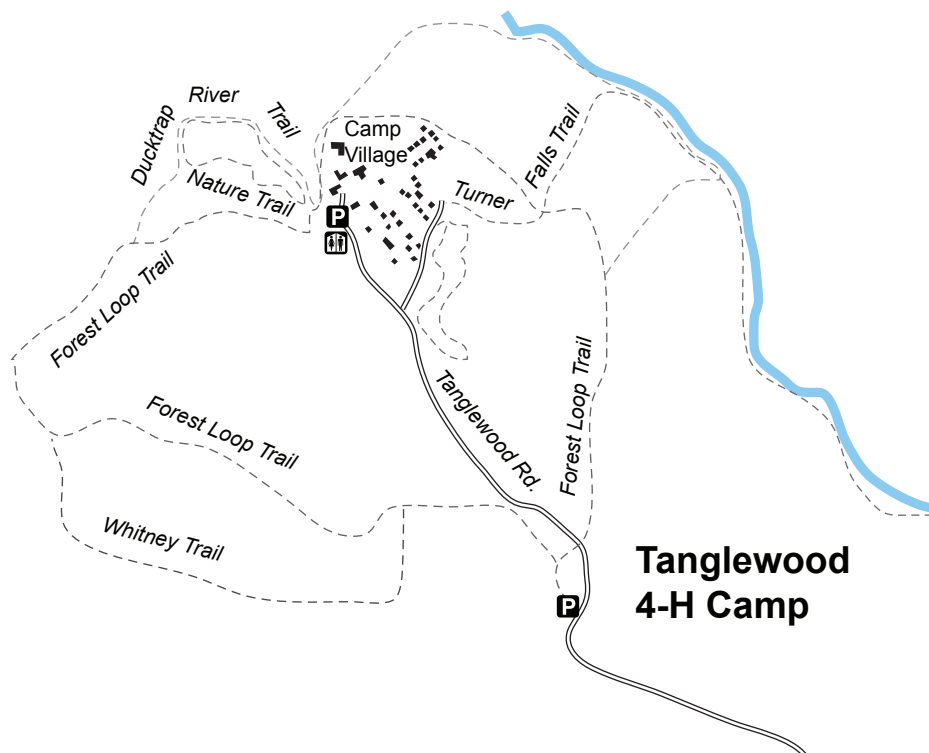 River
Ducktrap
Trail
Camp
Village
Falls Trail
Nature Trail
Turner
P
Forest Loop Trail
Forest Loop Trail
Tanglewood Rd.
Forest Loop Trail
Whitney Trail
Tanglewood
4-H Camp
P